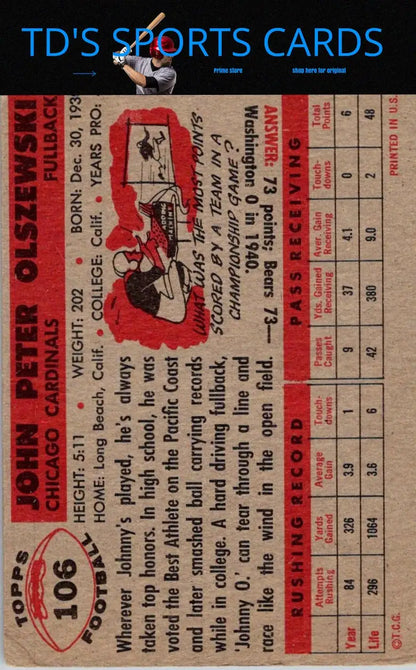 TD'S SPORTS CARDS
Prime store
shop here for original
TOPPS
106
FOOTBALL
JOHN PETER OLSZEWSKI
CHICAGO CARDINALS FULLBACK
HEIGHT: 5:11 • WEIGHT: 202 • BORN: Dec. 30, 193
HOME: Long Beach, Calif. • COLLEGE: Calif. • YEARS PRO:
Wherever Johnny's played, he's always
taken top honors. In high school, he was
voted the Best Athlete on the Pacific Coast
and later smashed ball carrying records
while in college. A hard driving fullback,
'Johnny O.' can tear through a line and
race like the wind in the open field.
WHAT WAS THE MOST POINTS
SCORED BY A TEAM IN A
CHAMPIONSHIP GAME?
ANSWER: 73 points; Bears 73—
Washington 0 in 1940.
RUSHING RECORD PASS RECEIVING
Attempts Rushing Yards Gained Average Gain Touch-downs Passes Caught Yds. Gained Receiving Aver. Gain Receiving Touch-downs Total Points
Year 84 326 3.9 1 9 37 4.1 0 6
Life 296 1064 3.6 6 42 380 9.0 2 48
©T.C.G. PRINTED IN U.S.